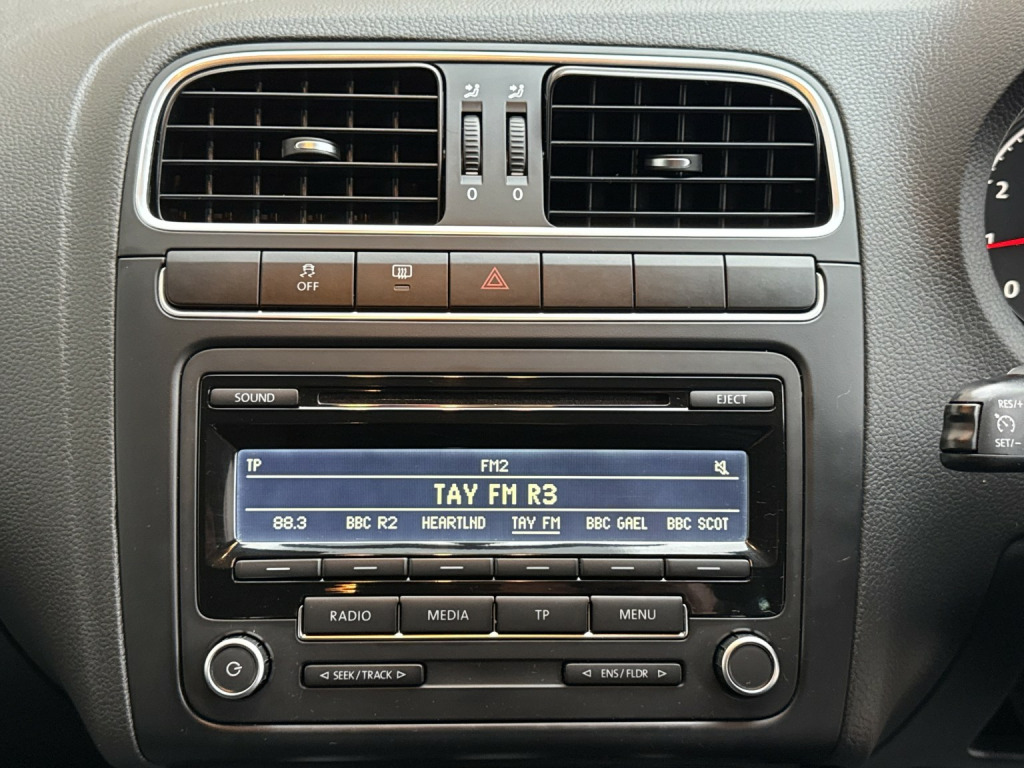 0 0
2
1
0
OFF
SOUND EJECT
RES/+
SET/-
TP FM2
TAY FM R3
88.3 BBC R2 HEARTLND TAY FM BBC GAEL BBC SCOT
RADIO MEDIA TP MENU
SEEK/TRACK ENS/FLDR